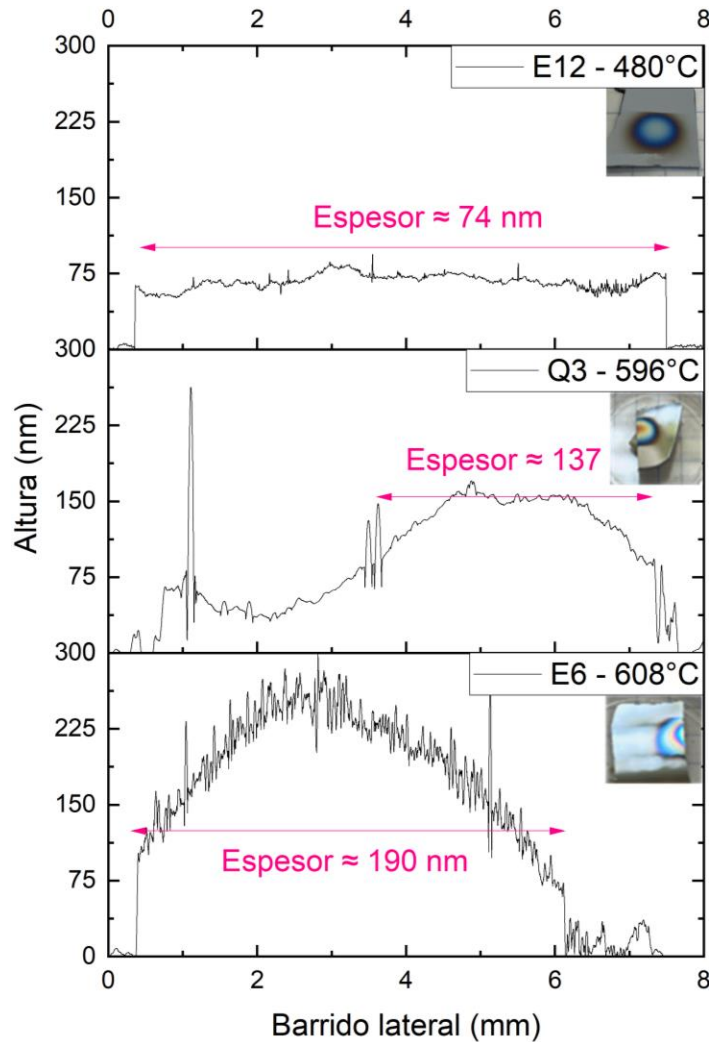 0 2 4 6 8
300
E12 - 480°C
225
150
Espesor ≈ 74 nm
75
300
Q3 - 596°C
225
Espesor ≈ 137
150
75
300
E6 - 608°C
225
150
Espesor ≈ 190 nm
75
0
0 2 4 6 8
Altura (nm)
Barrido lateral (mm)